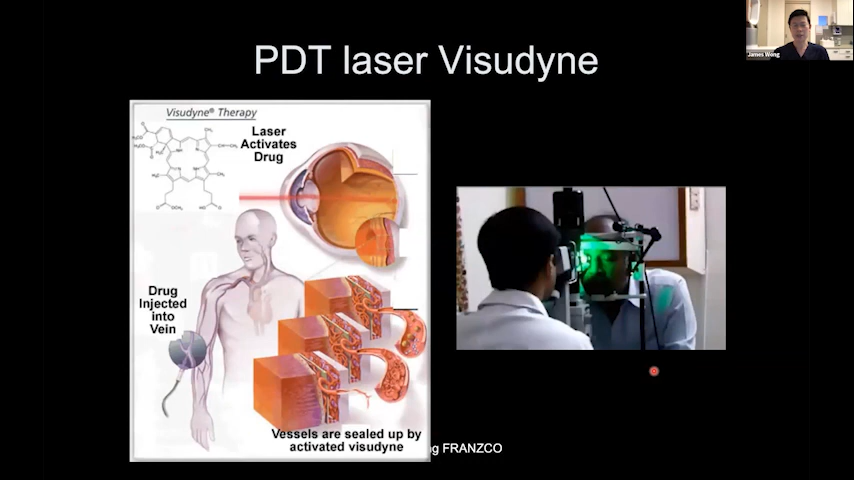 PDT laser Visudyne
James Wong
Visudyne® Therapy
Laser
Activates
Drug
Drug
Injected
into
Vein
Vessels are sealed up by
activated visudyne
ng FRANZCO